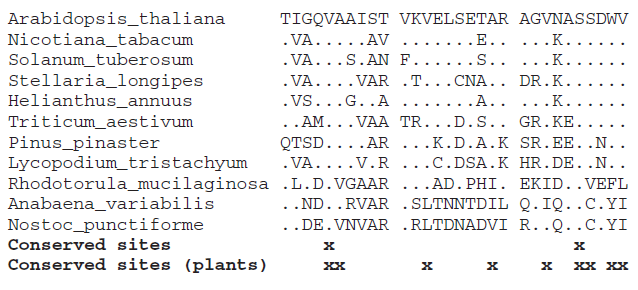 Arabidopsis_thaliana TIGQVAAIST VKVELSETAR AGVNASSDWV
Nicotiana_tabacum .VA.....AV .......E.. ...K......
Solanum_tuberosum .VA...S.AN F......S.. ...K......
Stellaria_longipes .VA....VAR .T...CNA.. DR.K......
Helianthus_annuus .VS...G..A .......A.. ...K......
Triticum_aestivum ..AM...VAA TR...D.S.. GR.KE.....
Pinus_pinaster QTSD....AR ...K.D.A.K SR.EE..N..
Lycopodium_tristachyum .VA....V.R ...C.DSA.K HR.DE..N..
Rhodotorula_mucilaginosa .L.D.VGAAR ...AD.PHI. EKID..VEFL
Anabaena_variabilis ..ND..RVAR .SLTNNTDIL Q.IQ..C.YI
Nostoc_punctiforme ..DE.VNVAR .RLTDNADVI R..Q..C.YI
Conserved sites x x
Conserved sites (plants) xx x x x xx xx